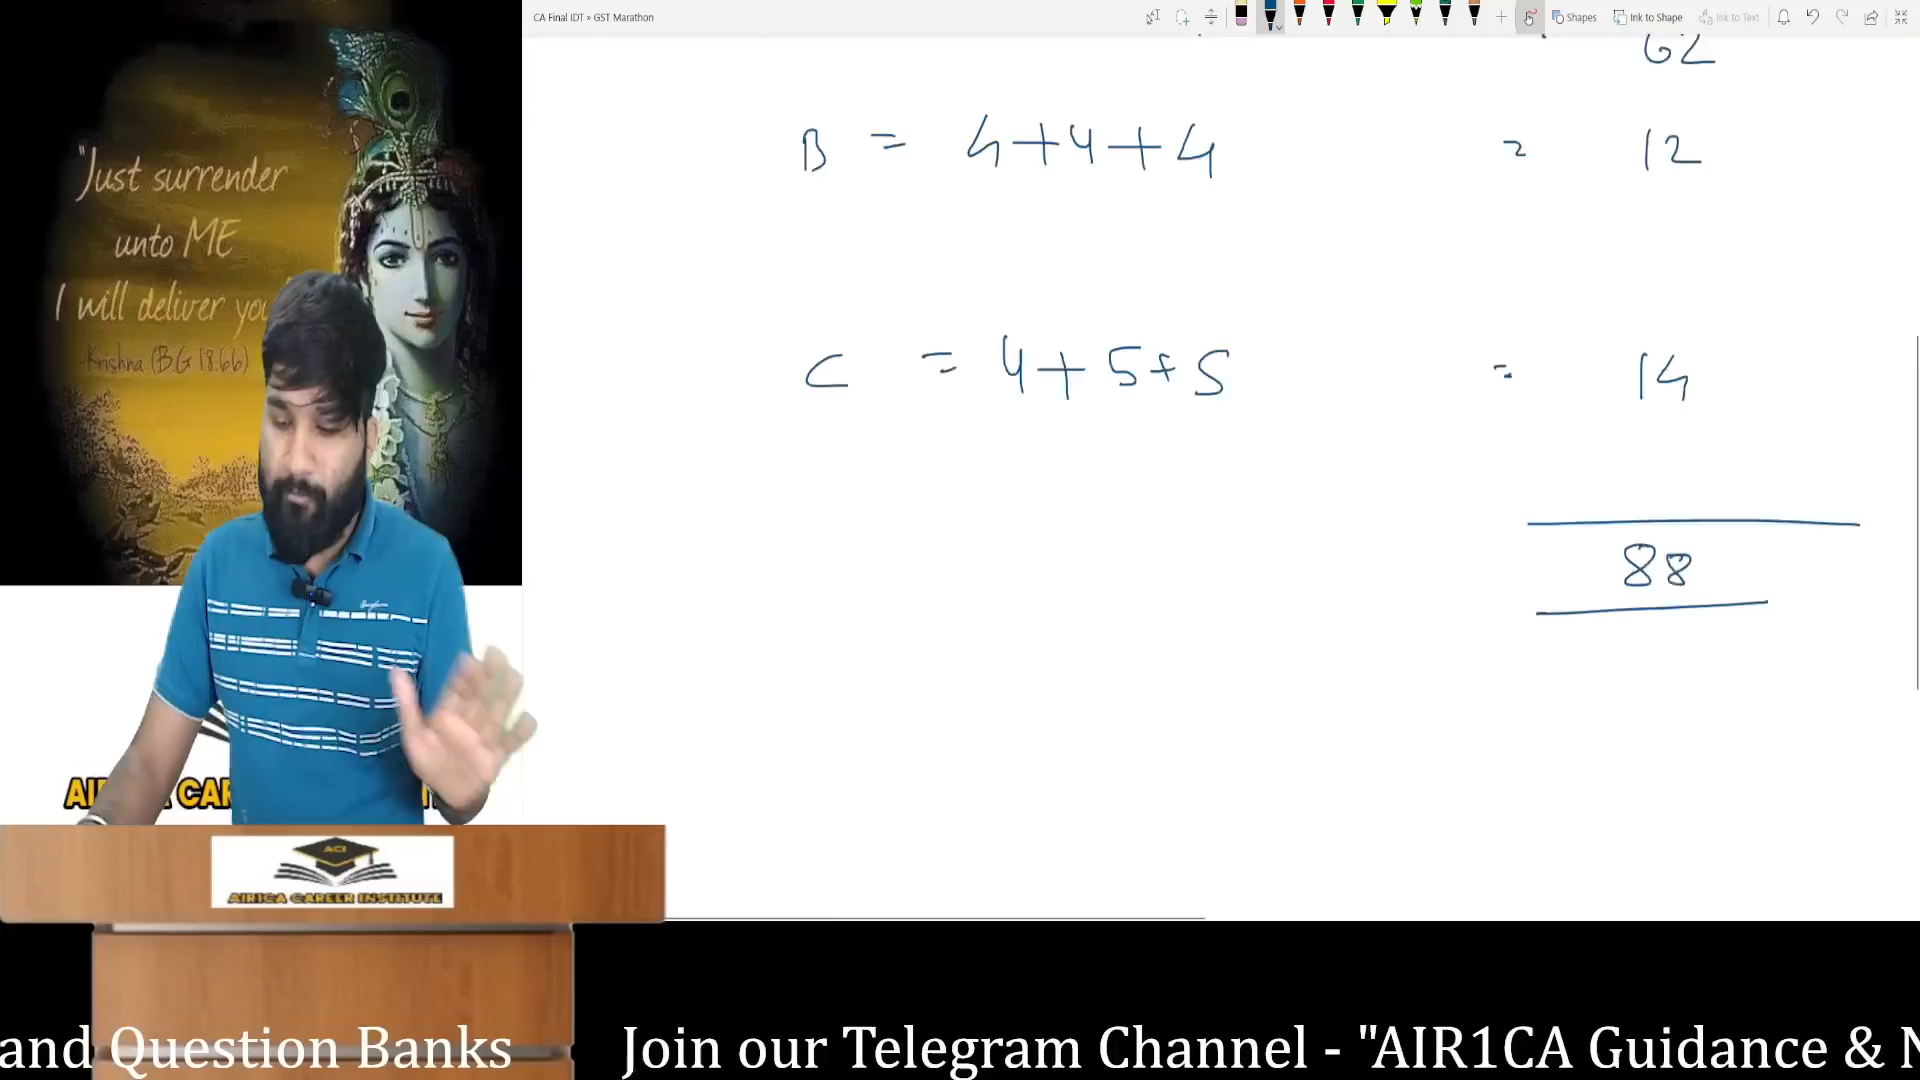 CA Final IDT » GST Marathon
Shapes
Ink to Shape
Ink to Text
62
B = 4+4+4 = 12
C = 4+5+5 = 14
88
"Just surrender
unto ME
I will deliver you
-Krishna (B.G 18:66)
ACI
AIR1CA CAREER INSTITUTE
and Question Banks
Join our Telegram Channel - "AIR1CA Guidance &